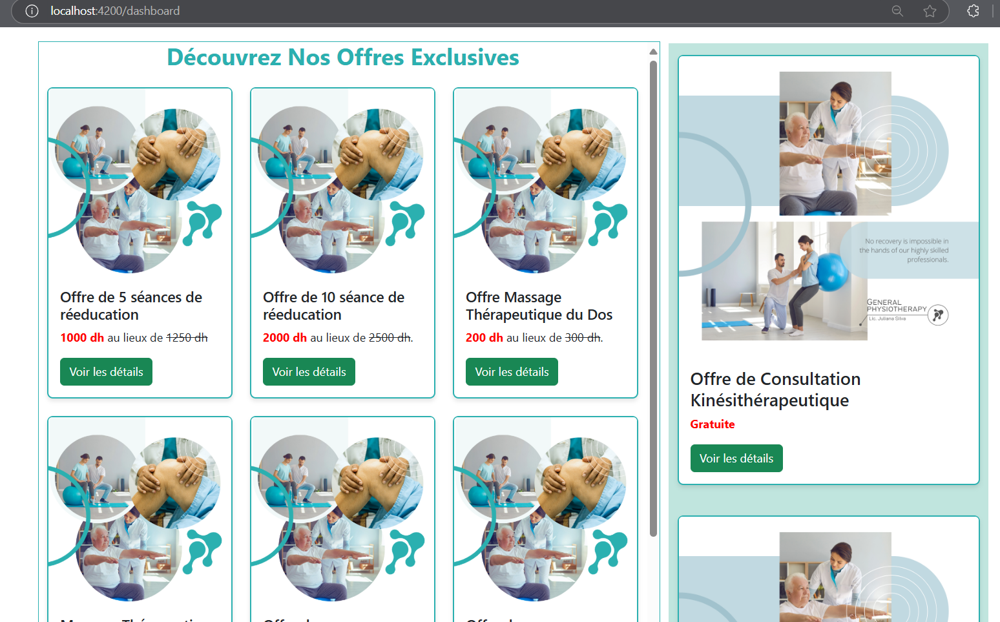 localhost:4200/dashboard
Découvrez Nos Offres Exclusives
Offre de 5 séances de
réeducation
1000 dh au lieux de 1250 dh
Voir les détails
Offre de 10 séance de
réeducation
2000 dh au lieux de 2500 dh.
Voir les détails
Offre Massage
Thérapeutique du Dos
200 dh au lieux de 300 dh.
Voir les détails
No recovery is impossible in
the hands of our highly skilled
professionals.
GENERAL
PHYSIOTHERAPY
Lic. Juliana Silva
Offre de Consultation
Kinésithérapeutique
Gratuite
Voir les détails